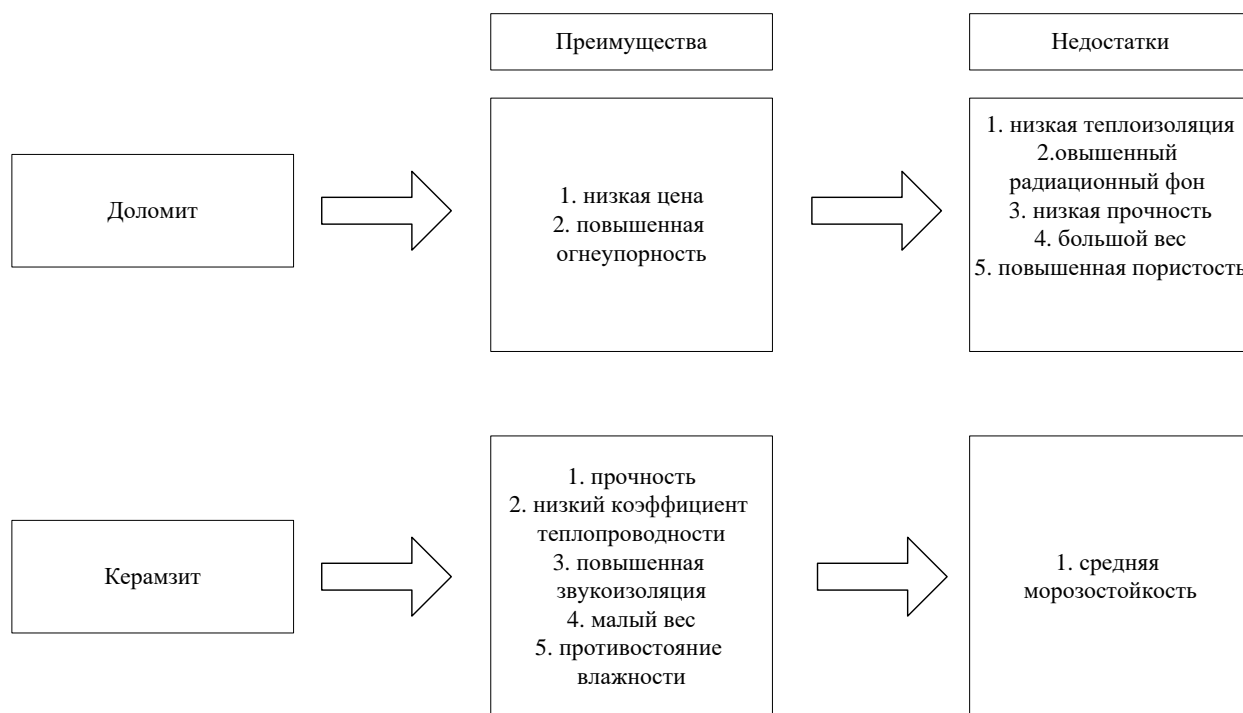 Преимущества
Недостатки
Доломит
1. низкая цена
2. повышенная
огнеупорность
1. низкая теплоизоляция
2.овышенный
радиационный фон
3. низкая прочность
4. большой вес
5. повышенная пористость
Керамзит
1. прочность
2. низкий коэффициент
теплопроводности
3. повышенная
звукоизоляция
4. малый вес
5. противостояние
влажности
1. средняя
морозостойкость